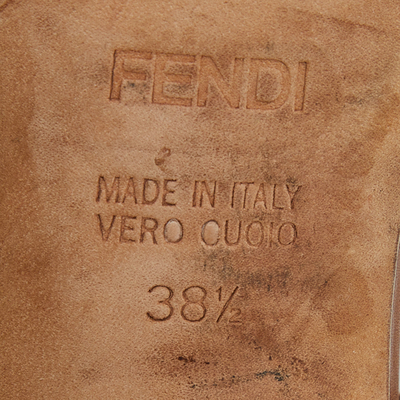 FENDI
MADE IN ITALY
VERO CUOIO
38½